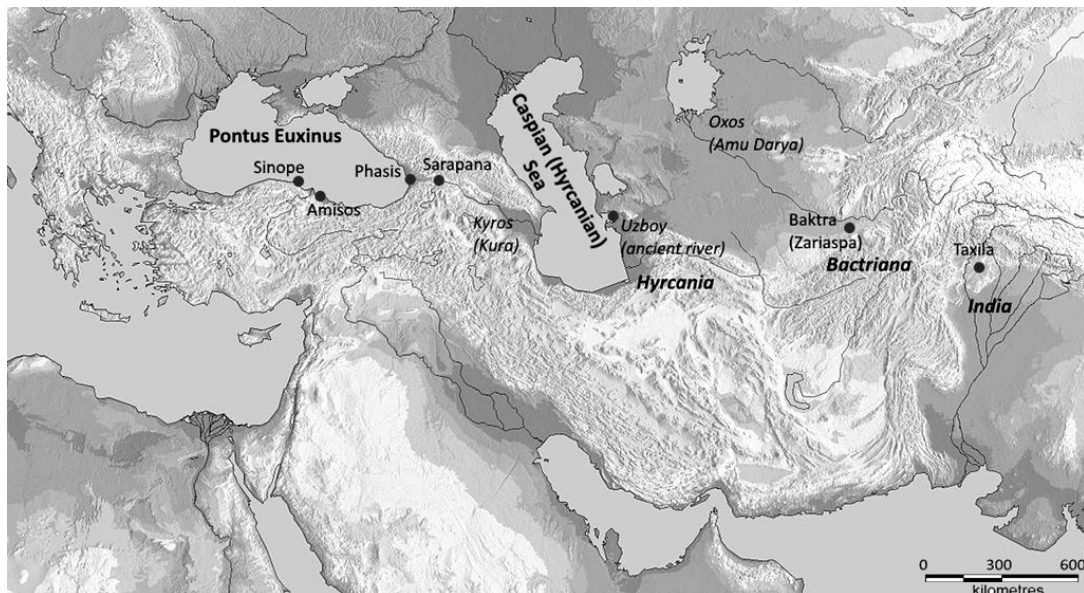 Pontus Euxinus
Sinope
Amisos
Phasis
Sarapana
Caspian (Hyrcanian)
Sea
Kyros
(Kura)
Uzboy
(ancient river)
Hyrcania
Oxos
(Amu Darya)
Baktra
(Zariaspa)
Bactriana
Taxila
India
0 600
kilometres